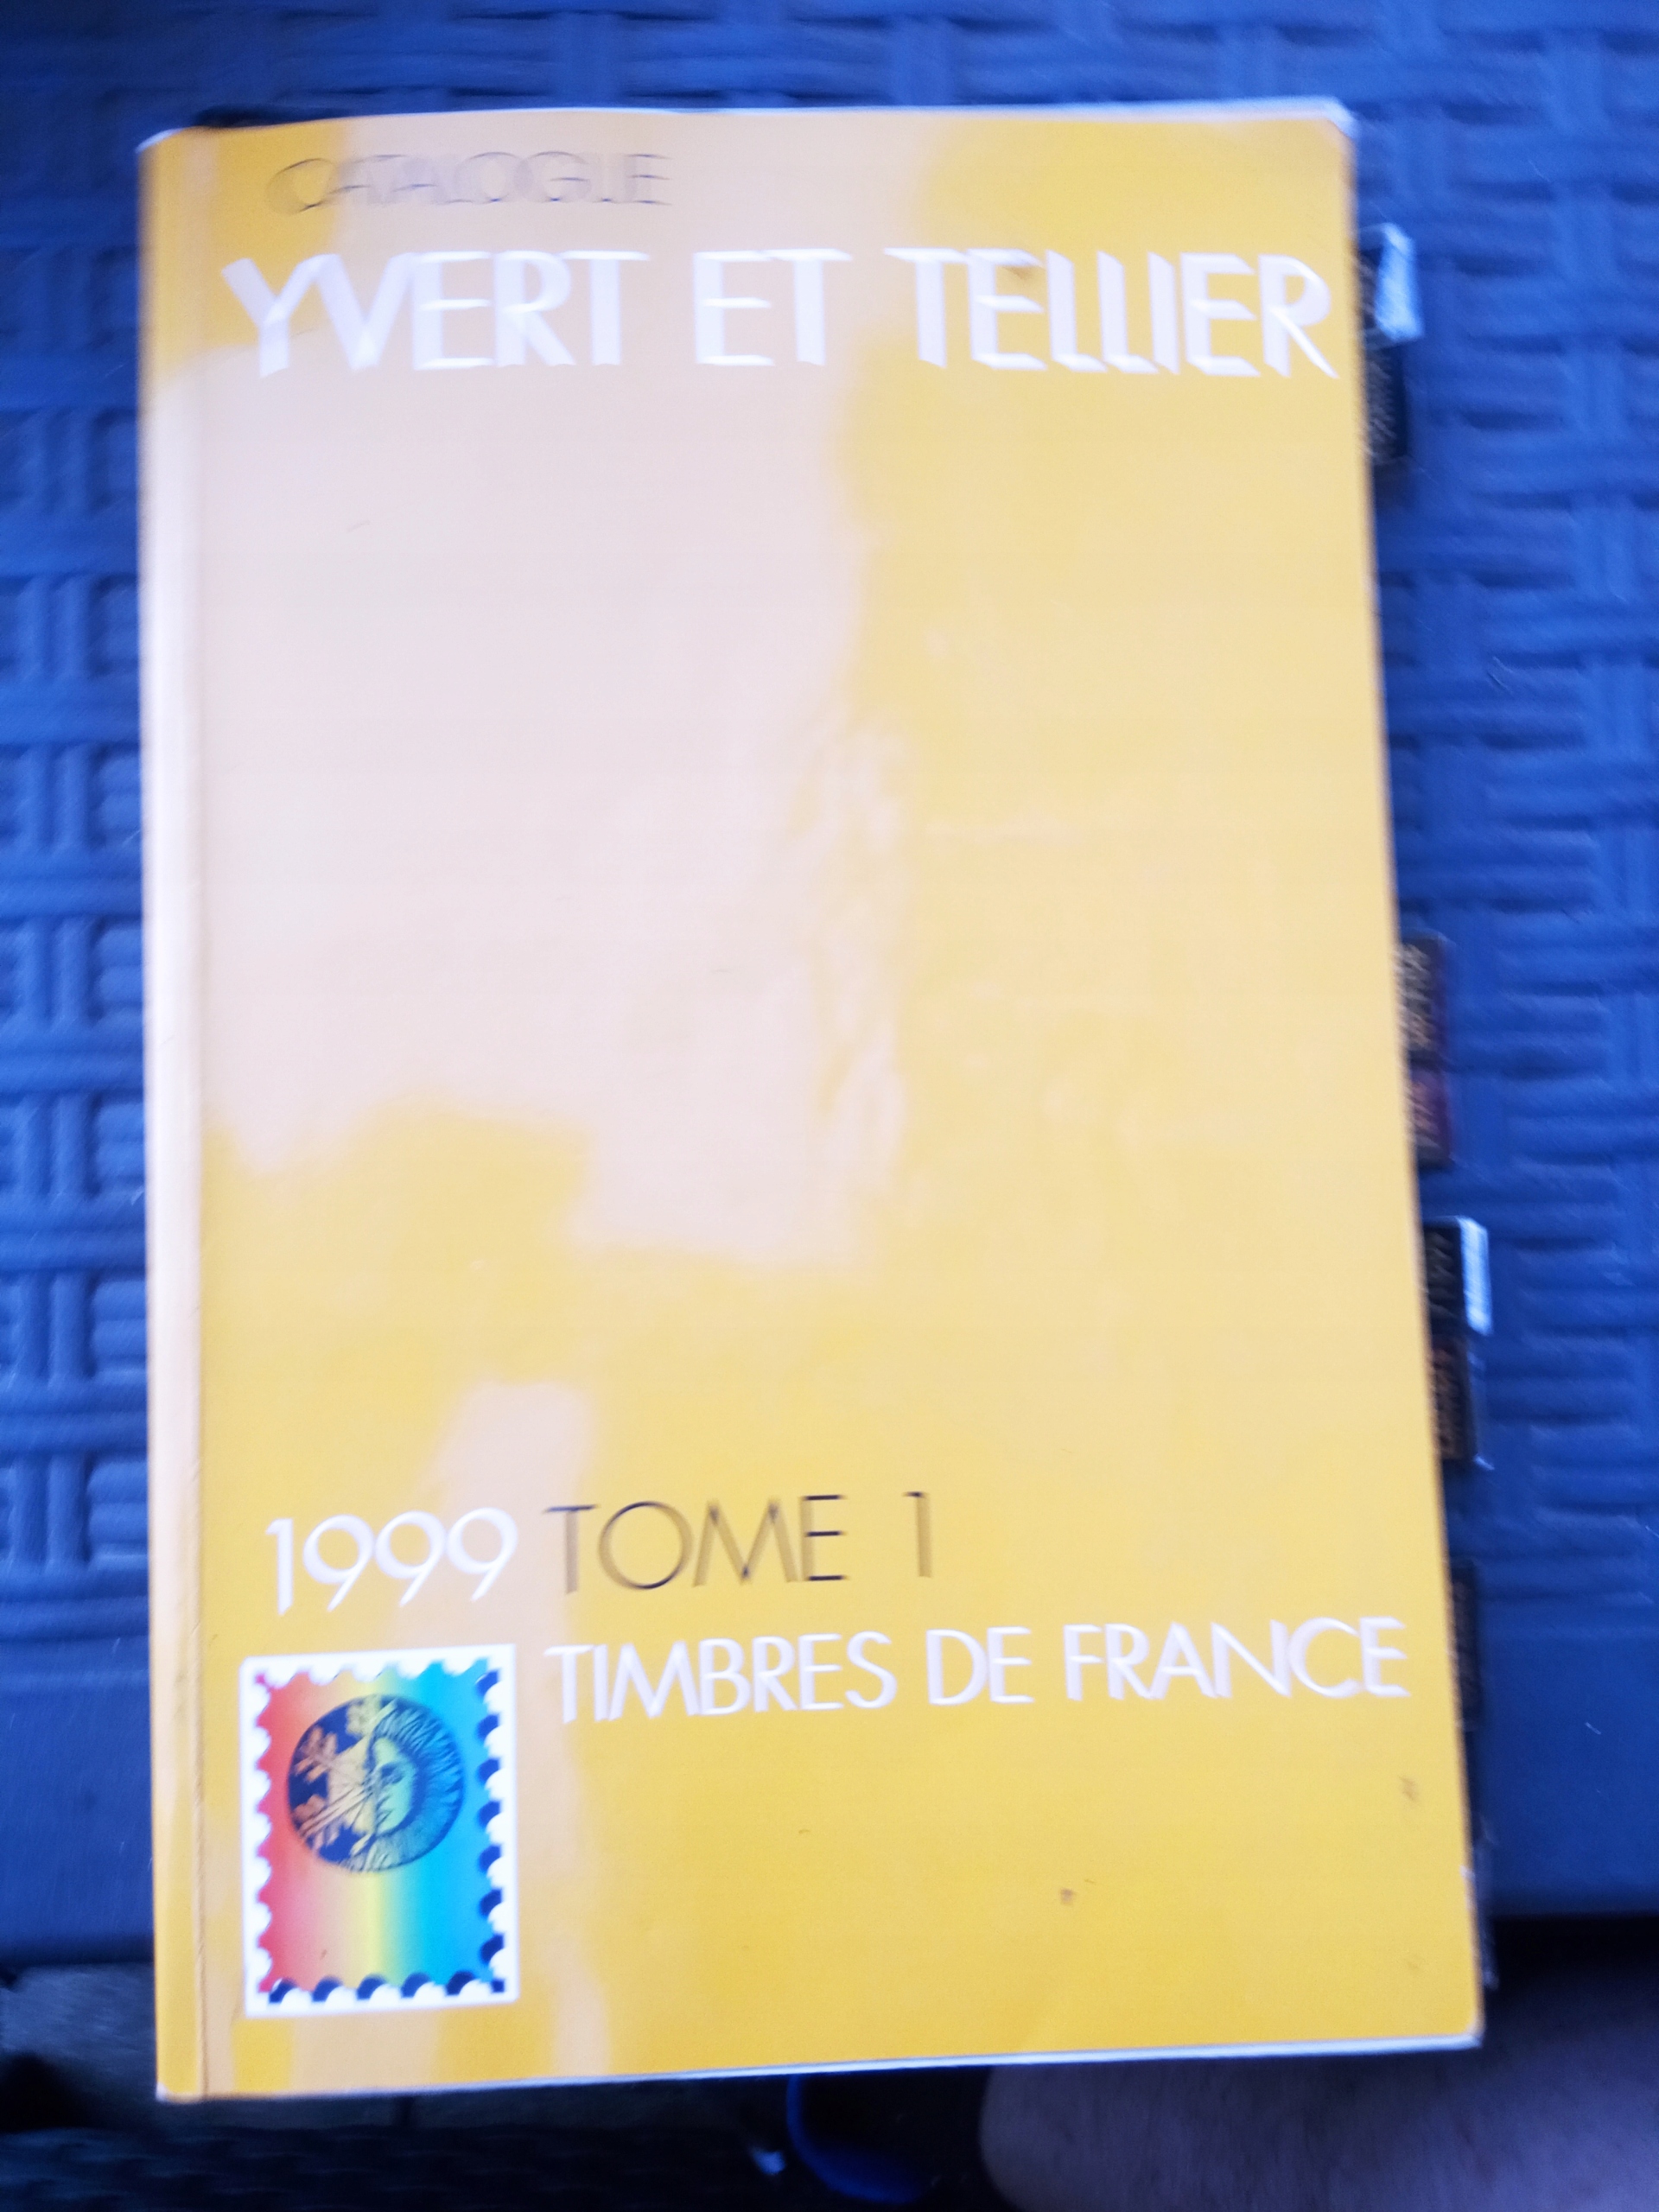 CATALOGUE
YVERT ET TELLIER
1999 TOME 1
TIMBRES DE FRANCE